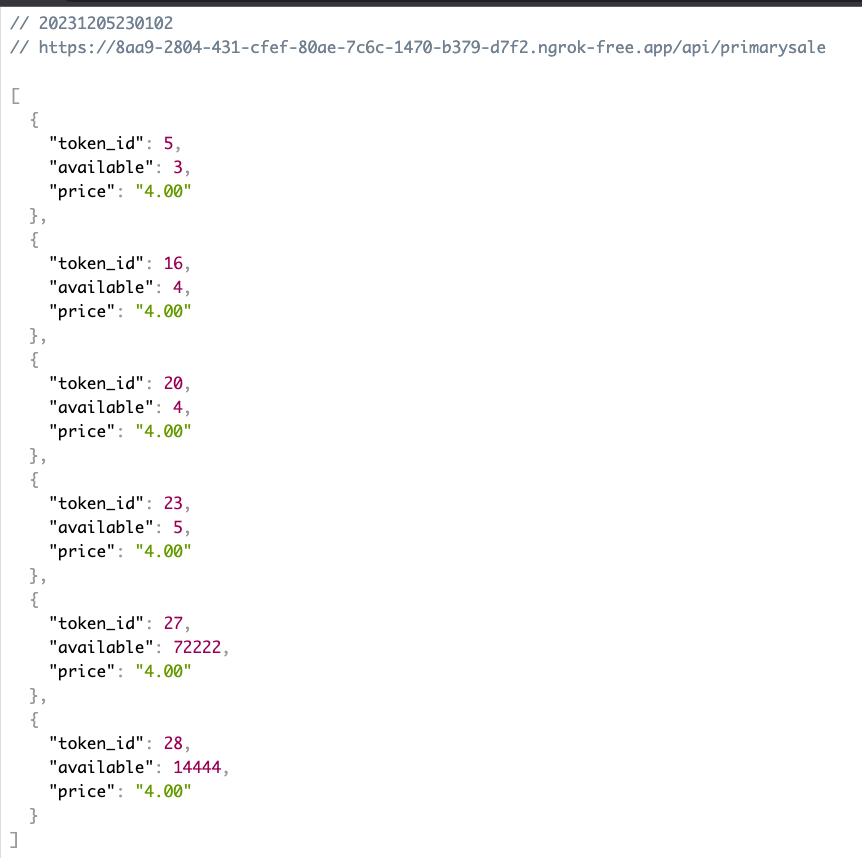 // 20231205230102
// https://8aa9-2804-431-cfef-80ae-7c6c-1470-b379-d7f2.ngrok-free.app/api/primarysale
[
  {
    "token_id": 5,
    "available": 3,
    "price": "4.00"
  },
  {
    "token_id": 16,
    "available": 4,
    "price": "4.00"
  },
  {
    "token_id": 20,
    "available": 4,
    "price": "4.00"
  },
  {
    "token_id": 23,
    "available": 5,
    "price": "4.00"
  },
  {
    "token_id": 27,
    "available": 72222,
    "price": "4.00"
  },
  {
    "token_id": 28,
    "available": 14444,
    "price": "4.00"
  }
]